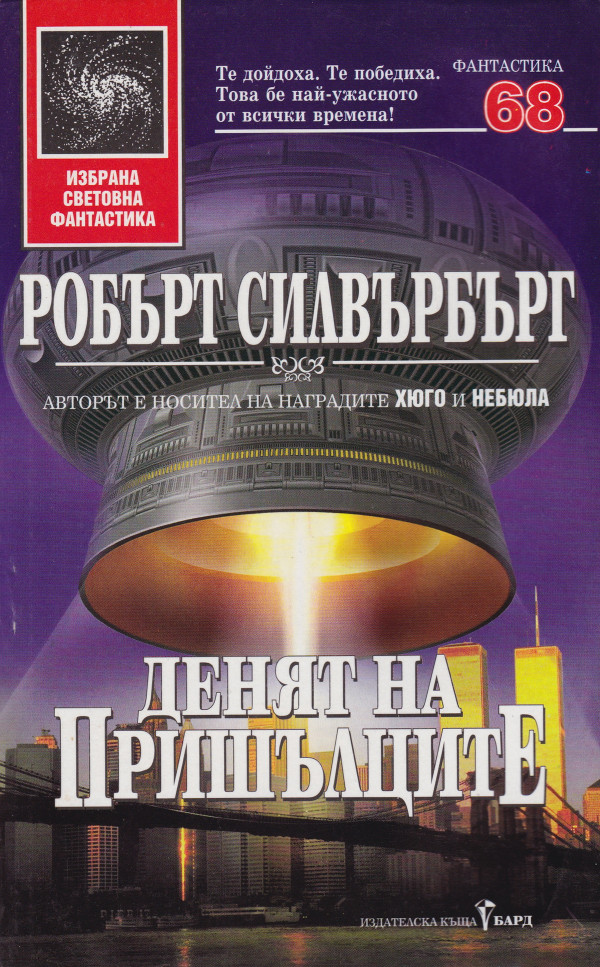 Те дойдоха. Те победиха.
Това бе най-ужасното
от всички времена!
ФАНТАСТИКА
68
ИЗБРАНА
СВЕТОВНА
ФАНТАСТИКА
РОБЪРТ СИЛВЪРБЪРГ
АВТОРЪТ Е НОСИТЕЛ НА НАГРАДИТЕ ХЮГО И НЕБЮЛА
ДЕНЯТ НА
ПРИШЪЛЦИТЕ
ИЗДАТЕЛСКА КЪЩА БАРД